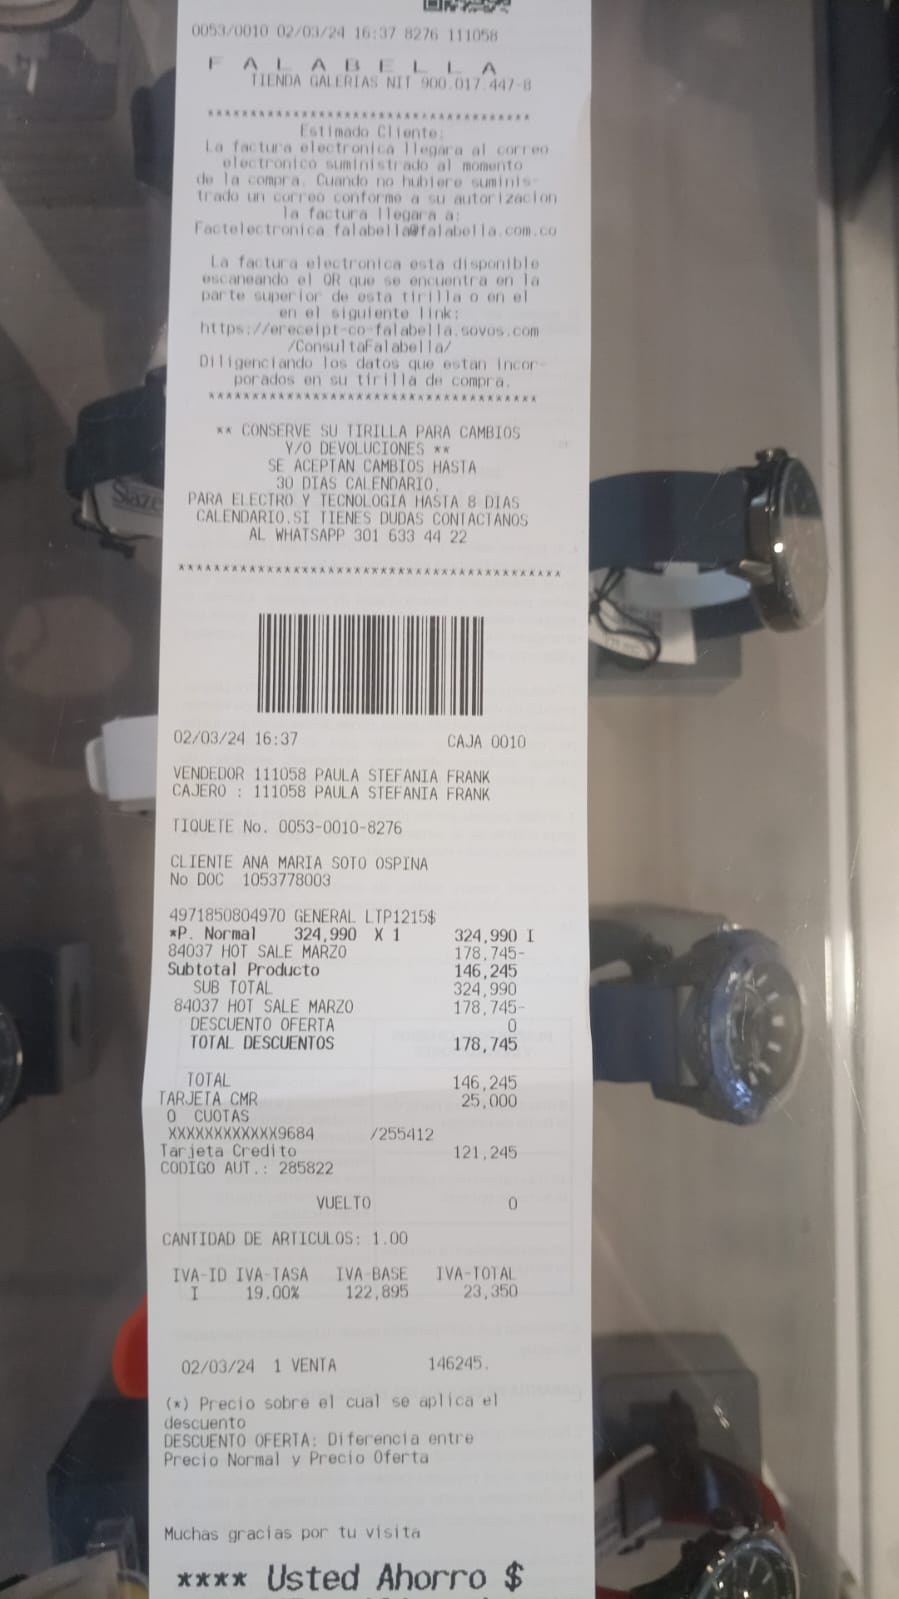 0053/0010 02/03/24 16:37 8276 111058
F A L A B E L L A
TIENDA GALERIAS NIT 900.017.447-8
************************************
Estimado Cliente:
La factura electronica llegara al correo
electronico suministrado al momento
de la compra. Cuando no hubiere suminis-
trado un correo conforme a su autorizacion
la factura llegara a:
Factelectronica falabella@falabella.com.co
La factura electronica esta disponible
escaneando el QR que se encuentra en la
parte superior de esta tirilla o en el
en el siguiente link:
https://ereceipt-co-falabella.sovos.com
/ConsultaFalabella/
Diligenciando los datos que estan incor-
porados en su tirilla de compra.
************************************
** CONSERVE SU TIRILLA PARA CAMBIOS
Y/O DEVOLUCIONES **
SE ACEPTAN CAMBIOS HASTA
30 DIAS CALENDARIO.
PARA ELECTRO Y TECNOLOGIA HASTA 8 DIAS
CALENDARIO.SI TIENES DUDAS CONTACTANOS
AL WHATSAPP 301 633 44 22
******************************************
02/03/24 16:37 CAJA 0010
VENDEDOR 111058 PAULA STEFANIA FRANK
CAJERO : 111058 PAULA STEFANIA FRANK
TIQUETE No. 0053-0010-8276
CLIENTE ANA MARIA SOTO OSPINA
No DOC 1053778003
4971850804970 GENERAL LTP1215$
*P. Normal 324,990 X 1 324,990 I
84037 HOT SALE MARZO 178,745-
Subtotal Producto 146,245
SUB TOTAL 324,990
84037 HOT SALE MARZO 178,745-
DESCUENTO OFERTA 0
TOTAL DESCUENTOS 178,745
TOTAL 146,245
TARJETA CMR 25,000
0 CUOTAS
XXXXXXXXXXXX9684 /255412
Tarjeta Credito 121,245
CODIGO AUT.: 285822
VUELTO 0
CANTIDAD DE ARTICULOS: 1.00
IVA-ID IVA-TASA IVA-BASE IVA-TOTAL
I 19.00% 122,895 23,350
02/03/24 1 VENTA 146245.
(*) Precio sobre el cual se aplica el
descuento
DESCUENTO OFERTA: Diferencia entre
Precio Normal y Precio Oferta
Muchas gracias por tu visita
**** Usted Ahorro $